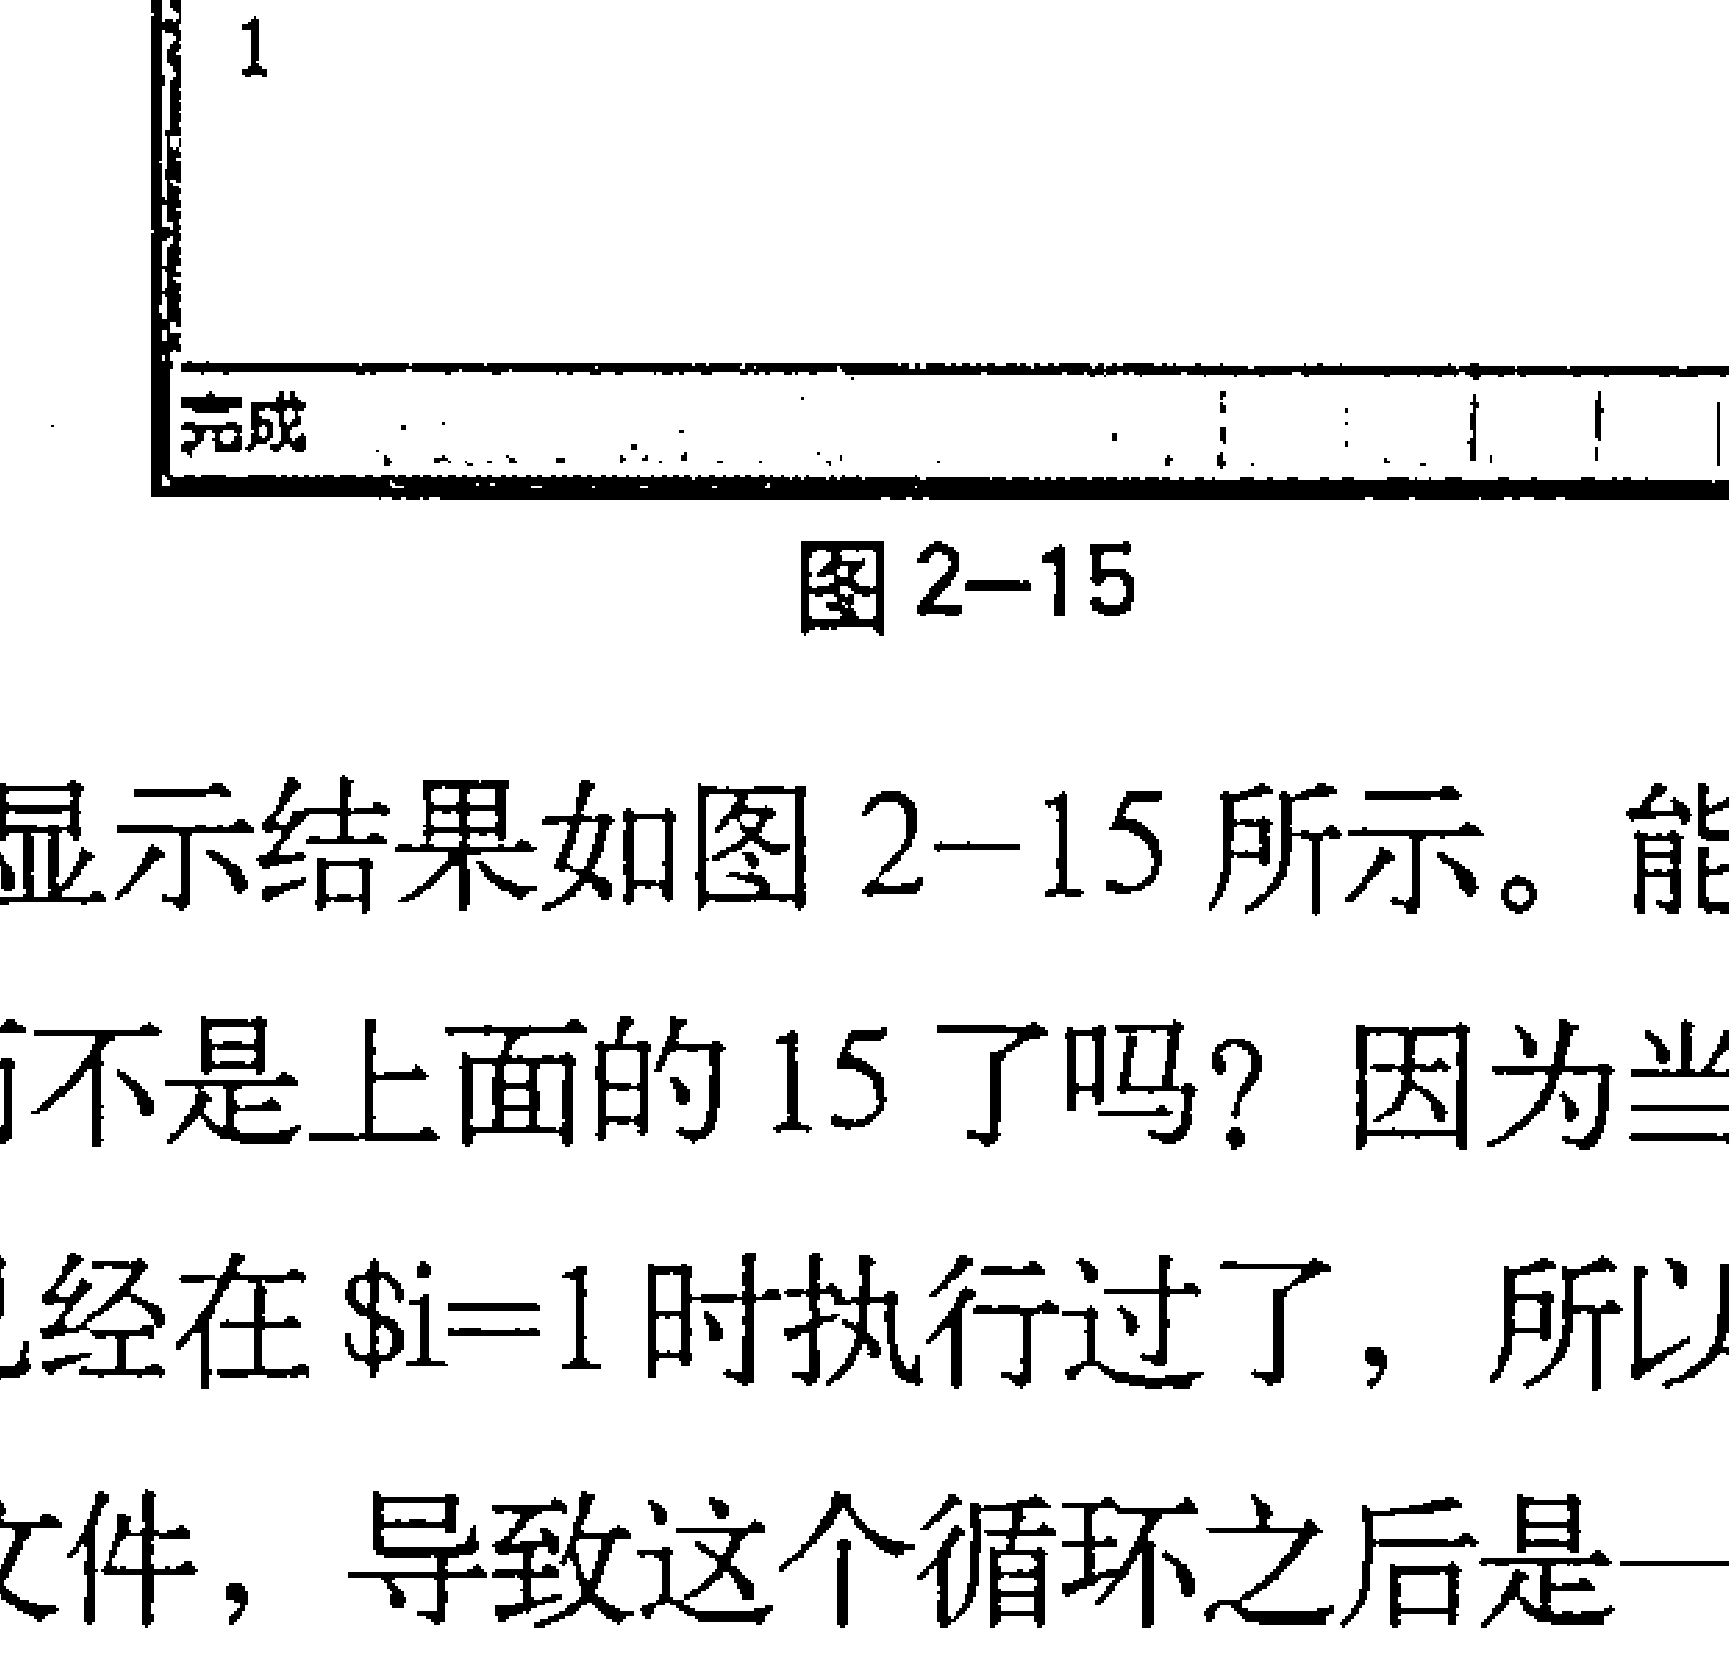 1
完成
图 2-15
显示结果如图 2-15 所示。能
而不是上面的 15 了吗？因为当
已经在 $i=1 时执行过了，所以
文件，导致这个循环之后是一